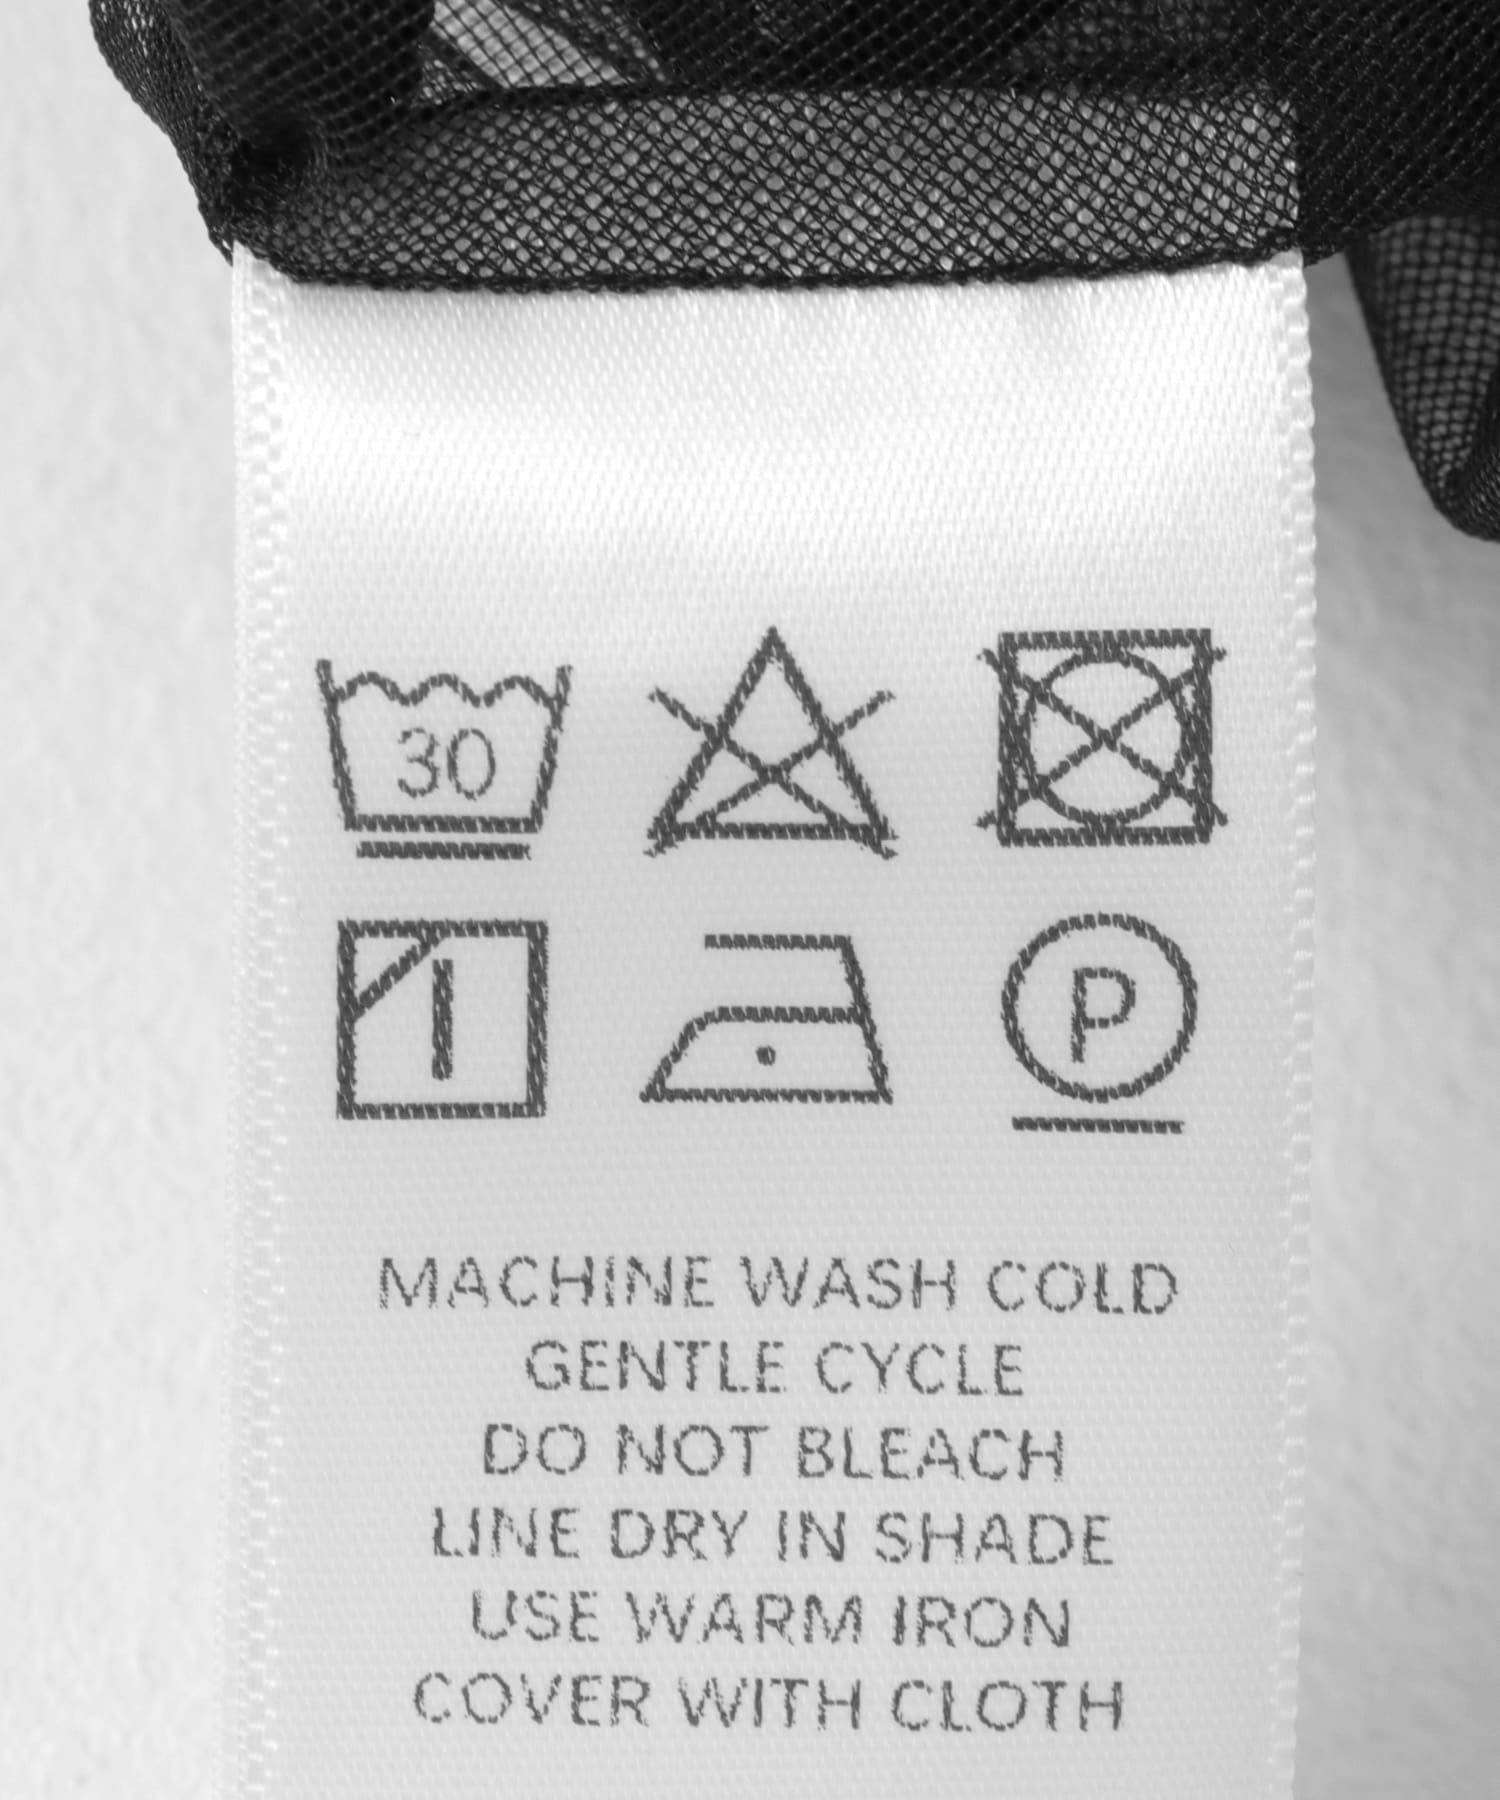 30
P
MACHINE WASH COLD
GENTLE CYCLE
DO NOT BLEACH
LINE DRY IN SHADE
USE WARM IRON
COVER WITH CLOTH